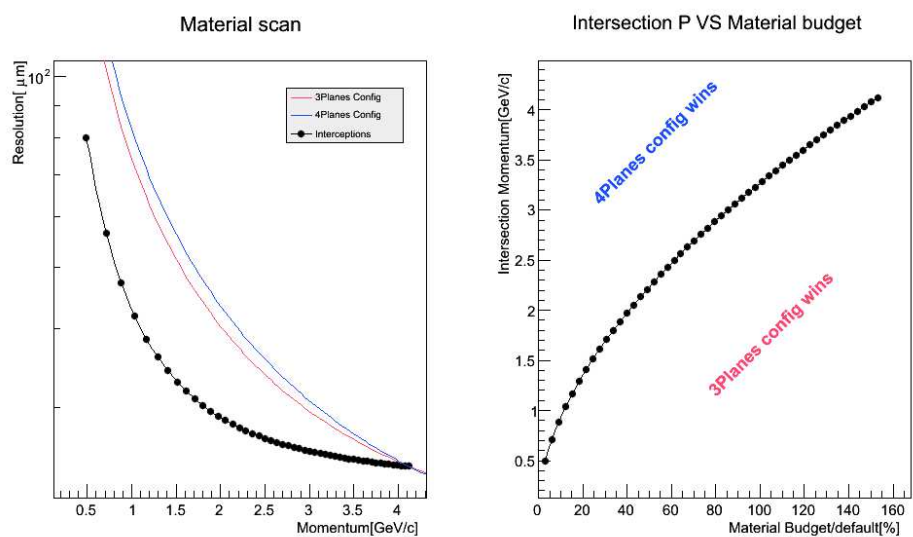 Material scan
Resolution[ μm]
10²
3Planes Config
4Planes Config
Interceptions
0.5 1 1.5 2 2.5 3 3.5 4
Momentum[GeV/c]
Intersection P VS Material budget
Intersection Momentum[GeV/c]
4
3.5
3
2.5
2
1.5
1
0.5
4Planes config wins
3Planes config wins
0 20 40 60 80 100 120 140 160
Material Budget/default[%]